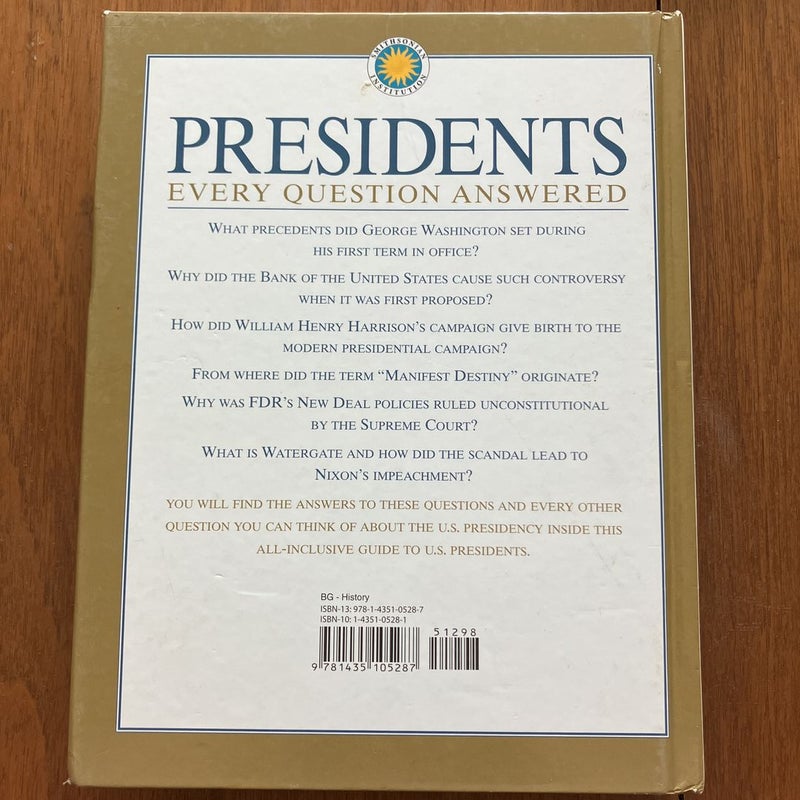 SMITHSONIAN
INSTITUTION
PRESIDENTS
EVERY QUESTION ANSWERED
WHAT PRECEDENTS DID GEORGE WASHINGTON SET DURING
HIS FIRST TERM IN OFFICE?
WHY DID THE BANK OF THE UNITED STATES CAUSE SUCH CONTROVERSY
WHEN IT WAS FIRST PROPOSED?
HOW DID WILLIAM HENRY HARRISON'S CAMPAIGN GIVE BIRTH TO THE
MODERN PRESIDENTIAL CAMPAIGN?
FROM WHERE DID THE TERM "MANIFEST DESTINY" ORIGINATE?
WHY WAS FDR'S NEW DEAL POLICIES RULED UNCONSTITUTIONAL
BY THE SUPREME COURT?
WHAT IS WATERGATE AND HOW DID THE SCANDAL LEAD TO
NIXON'S IMPEACHMENT?
YOU WILL FIND THE ANSWERS TO THESE QUESTIONS AND EVERY OTHER
QUESTION YOU CAN THINK OF ABOUT THE U.S. PRESIDENCY INSIDE THIS
ALL-INCLUSIVE GUIDE TO U.S. PRESIDENTS.
BG - History
ISBN-13: 978-1-4351-0528-7
ISBN-10: 1-4351-0528-1
51298
9 781435 105287